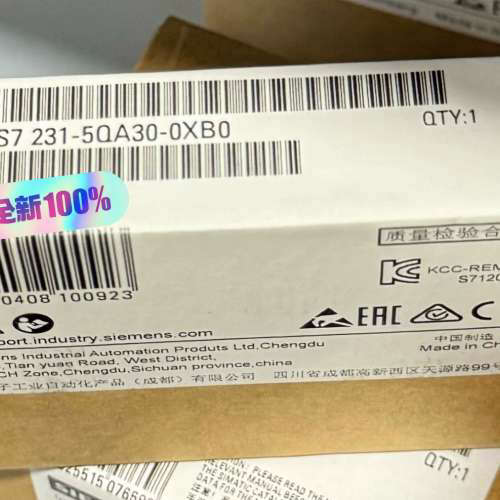 S7 231-5QA30-0XB0
QTY:1
全新100%
质量检验合
KCC-REM
S7120
0408 100923
EAC
port.industry.siemens.com
ens Industrial Automation Produts Ltd,Chengdu
Tian yuan Road, West District,
CH Zone,Chengdu,Sichuan province,china
子工业自动化产品（成都）有限公司
四川省成都高新西区天源路99号
中国制造
Made in Ch
QTY:1